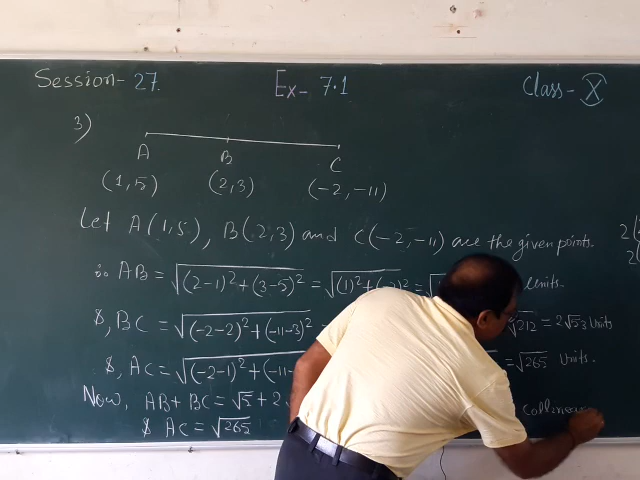 Session - 27. Ex - 7.1 Class - X
3)
A B C
(1,5) (2,3) (-2,-11)
Let A(1,5), B(2,3) and C(-2,-11) are the given points.
∴ AB = √(2-1)²+(3-5)² = √(1)²+(-2)² = √ units.
&, BC = √(-2-2)²+(-11-3)² √212 = 2√53 units
&, AC = √(-2-1)²+(-11- = √265 Units.
Now, AB + BC = √5 + 2
& AC = √265